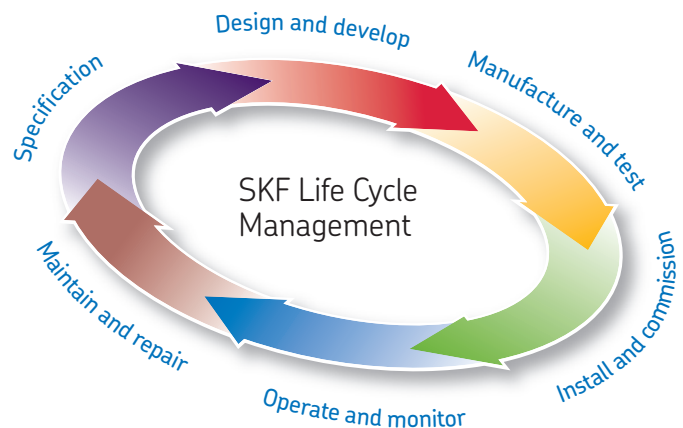 Design and develop
Manufacture and test
Specification
SKF Life Cycle
Management
Install and commission
Maintain and repair
Operate and monitor